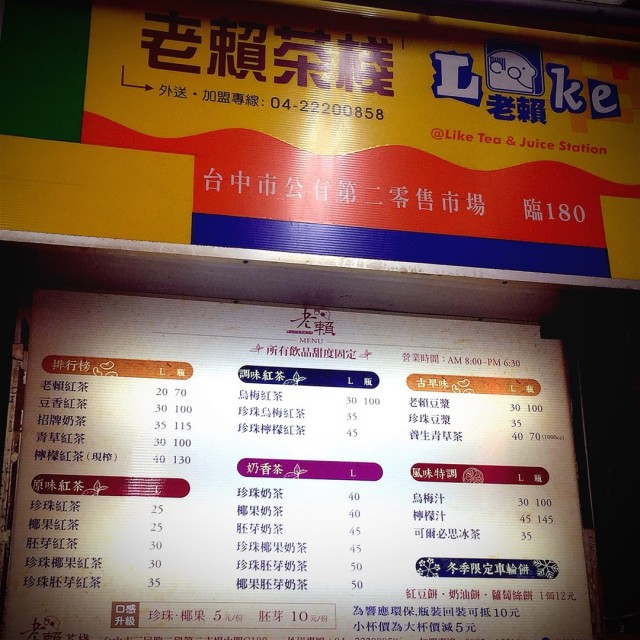 老賴茶棧
外送・加盟專線: 04-22200858
Like
老賴
@Like Tea & Juice Station
台中市公有第二零售市場 臨180
老賴
MENU
所有飲品甜度固定
營業時間：AM 8:00~PM 6:30
排行榜 L 瓶
老賴紅茶 20 70
豆香紅茶 30 100
招牌奶茶 35 115
青草紅茶 30 100
檸檬紅茶(現榨) 40 130
原味紅茶 L
珍珠紅茶 25
椰果紅茶 25
胚芽紅茶 30
珍珠椰果紅茶 30
珍珠胚芽紅茶 35
調味紅茶 L 瓶
烏梅紅茶 30 100
珍珠烏梅紅茶 35
珍珠檸檬紅茶 45
奶香茶 L
珍珠奶茶 40
椰果奶茶 40
胚芽奶茶 45
珍珠椰果奶茶 45
珍珠胚芽奶茶 50
椰果胚芽奶茶 50
古早味 L 瓶
老賴豆漿 30 100
珍珠豆漿 35
養生青草茶 40 70(1000cc)
風味特調 L 瓶
烏梅汁 30 100
檸檬汁 45 145
可爾必思冰茶 35
冬季限定車輪餅
紅豆餅・奶油餅・蘿蔔絲餅 1個12元
口感升級 珍珠・椰果 5元/份 胚芽 10元/份
為響應環保,瓶裝回裝可抵10元
小杯價為大杯價減5元
老賴茶棧